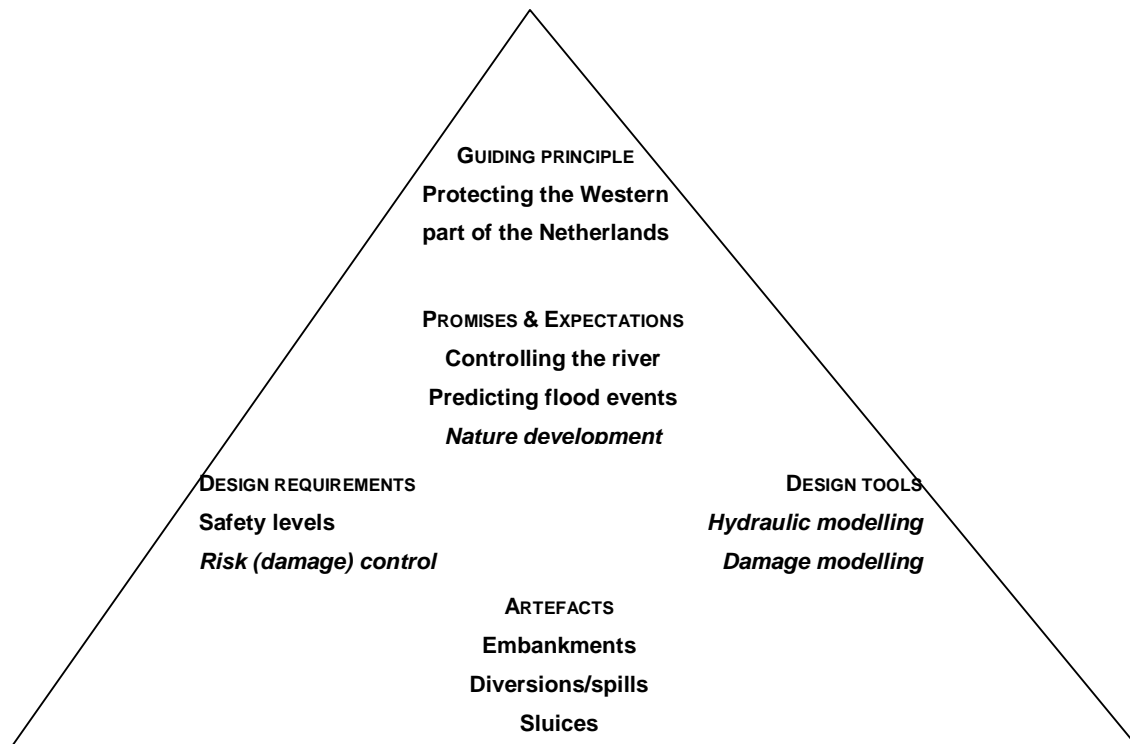 GUIDING PRINCIPLE
Protecting the Western
part of the Netherlands
PROMISES & EXPECTATIONS
Controlling the river
Predicting flood events
Nature development
DESIGN REQUIREMENTS
Safety levels
Risk (damage) control
DESIGN TOOLS
Hydraulic modelling
Damage modelling
ARTEFACTS
Embankments
Diversions/spills
Sluices